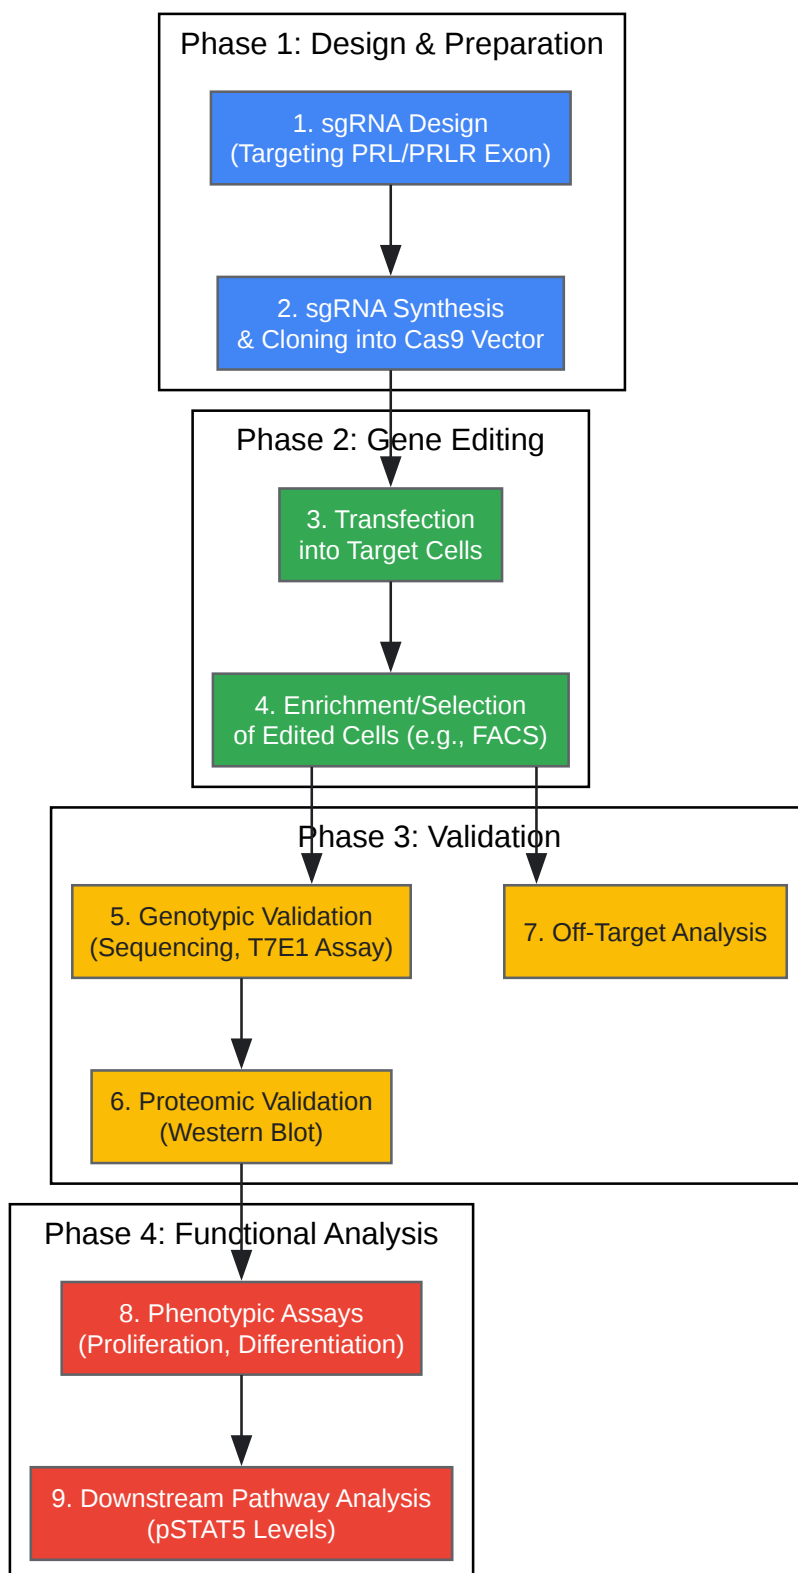 Phase 1: Design & Preparation
1. sgRNA Design
(Targeting PRL/PRLR Exon)
2. sgRNA Synthesis
& Cloning into Cas9 Vector
Phase 2: Gene Editing
3. Transfection
into Target Cells
4. Enrichment/Selection
of Edited Cells (e.g., FACS)
Phase 3: Validation
5. Genotypic Validation
(Sequencing, T7E1 Assay)
7. Off-Target Analysis
6. Proteomic Validation
(Western Blot)
Phase 4: Functional Analysis
8. Phenotypic Assays
(Proliferation, Differentiation)
9. Downstream Pathway Analysis
(pSTAT5 Levels)